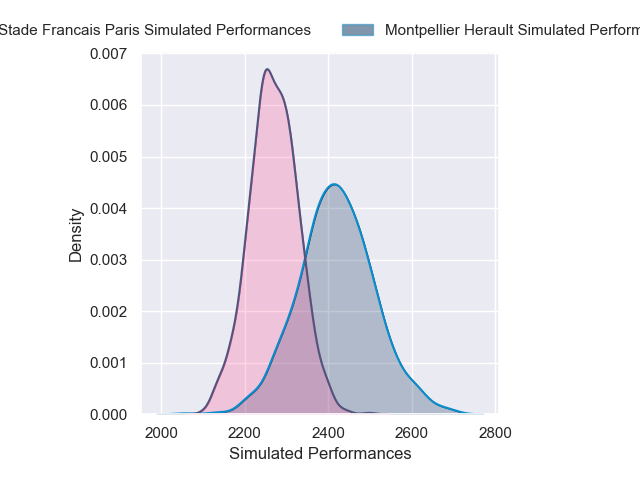 Stade Francais Paris Simulated Performances
Montpellier Herault Simulated Perform
0.007
0.006
0.005
0.004
0.003
0.002
0.001
0.000
Density
2000 2200 2400 2600 2800
Simulated Performances